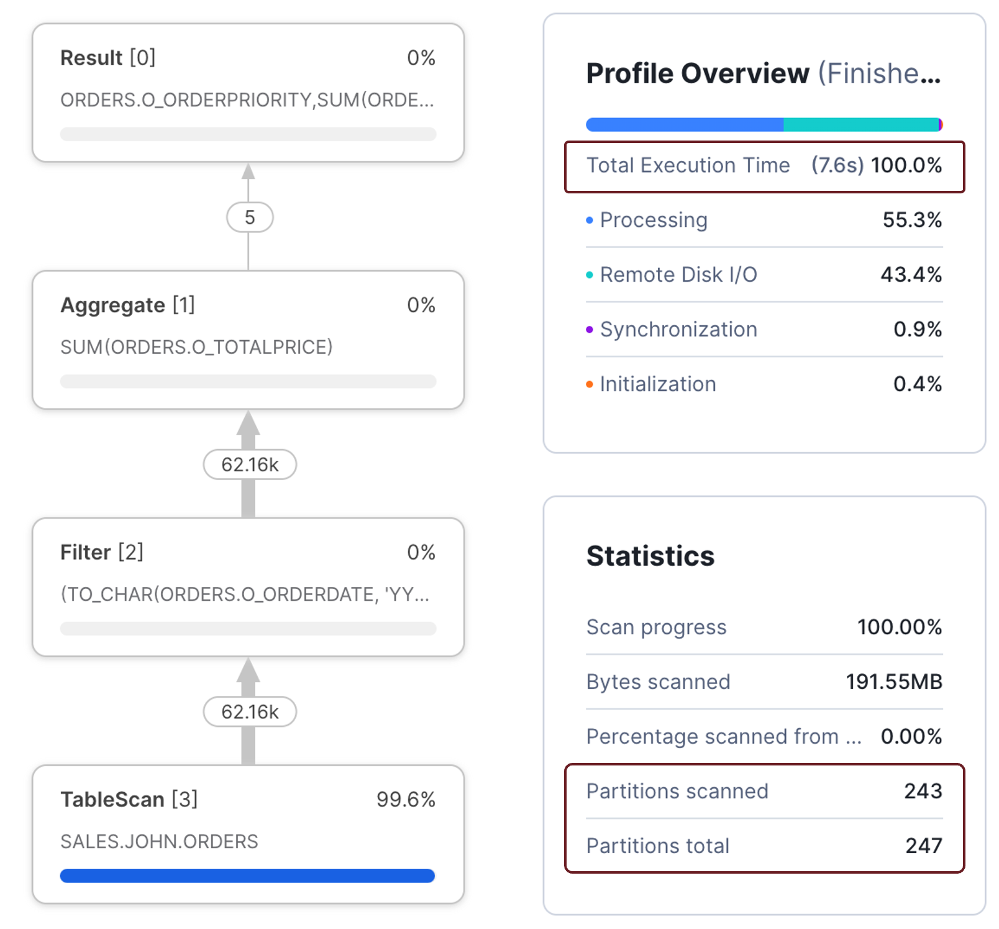 Result [0] 0%
ORDERS.O_ORDERPRIORITY,SUM(ORDE...
5
Aggregate [1] 0%
SUM(ORDERS.O_TOTALPRICE)
62.16k
Filter [2] 0%
(TO_CHAR(ORDERS.O_ORDERDATE, 'YY...
62.16k
TableScan [3] 99.6%
SALES.JOHN.ORDERS
Profile Overview (Finishe...
Total Execution Time (7.6s) 100.0%
Processing 55.3%
Remote Disk I/O 43.4%
Synchronization 0.9%
Initialization 0.4%
Statistics
Scan progress 100.00%
Bytes scanned 191.55MB
Percentage scanned from ... 0.00%
Partitions scanned 243
Partitions total 247